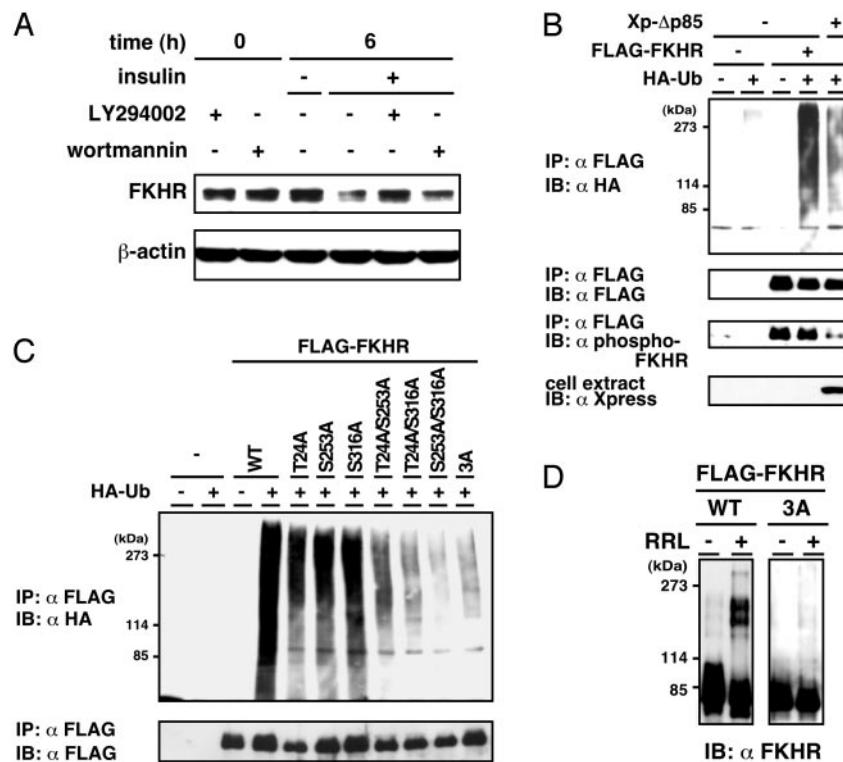 A
time (h) 0 6
insulin - +
LY294002 + - - - + -
wortmannin - + - - - +
FKHR
β-actin
B
Xp-Δp85 - +
FLAG-FKHR - +
HA-Ub - + - + +
(kDa)
273
IP: α FLAG
IB: α HA
114
85
IP: α FLAG
IB: α FLAG
IP: α FLAG
IB: α phospho-
FKHR
cell extract
IB: α Xpress
C
FLAG-FKHR
- WT T24A S253A S316A T24A/S253A T24A/S316A S253A/S316A 3A
HA-Ub - + - + + + + + + + +
(kDa)
273
IP: α FLAG
IB: α HA
114
85
IP: α FLAG
IB: α FLAG
D
FLAG-FKHR
WT 3A
RRL - + - +
(kDa)
273
114
85
IB: α FKHR